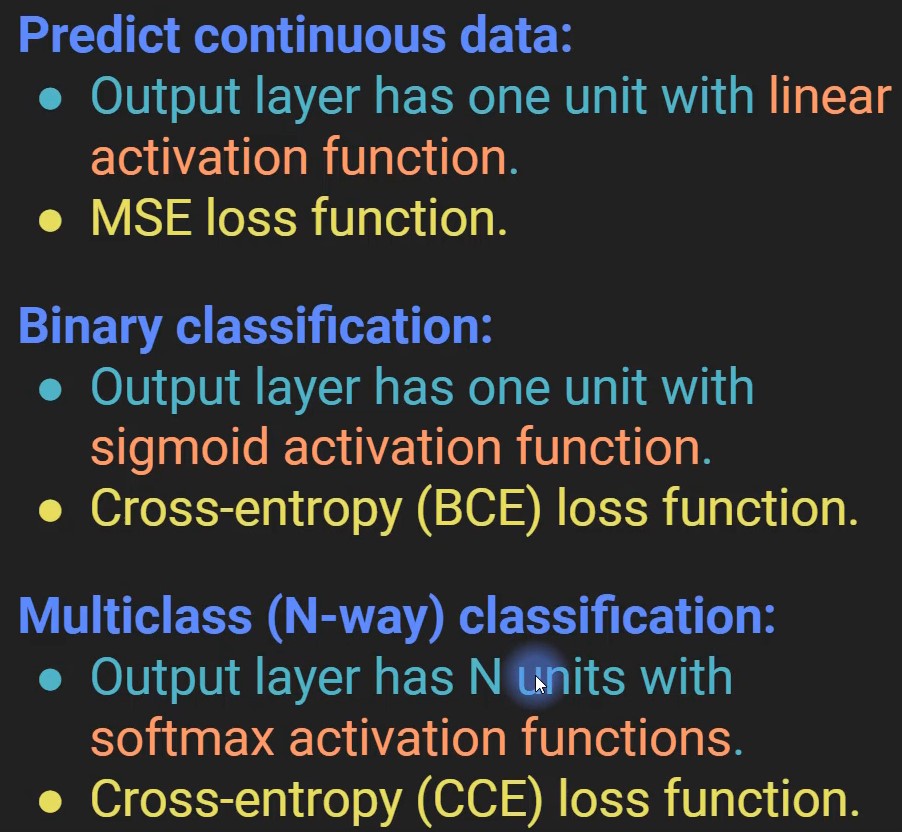 Predict continuous data:
● Output layer has one unit with linear
activation function.
● MSE loss function.
Binary classification:
● Output layer has one unit with
sigmoid activation function.
● Cross-entropy (BCE) loss function.
Multiclass (N-way) classification:
● Output layer has N units with
softmax activation functions.
● Cross-entropy (CCE) loss function.